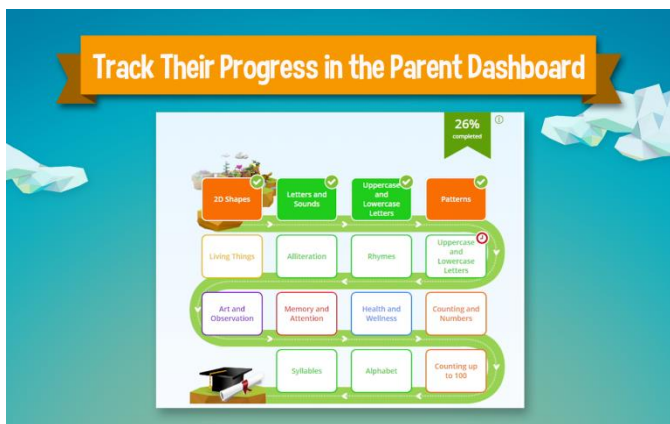 Track Their Progress in the Parent Dashboard
26%
completed
2D Shapes
Letters and
Sounds
Uppercase
and
Lowercase
Letters
Patterns
Living Things
Alliteration
Rhymes
Uppercase
and
Lowercase
Letters
Art and
Observation
Memory and
Attention
Health and
Wellness
Counting and
Numbers
Syllables
Alphabet
Counting up
to 100